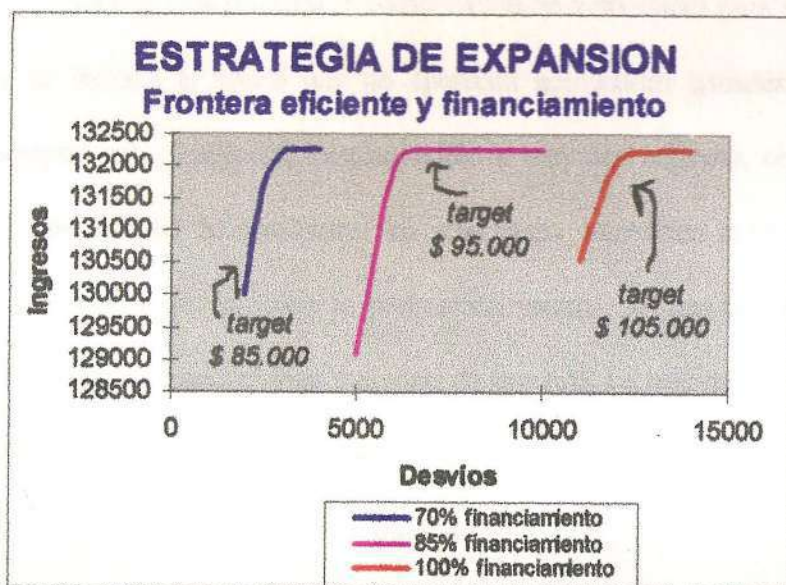 ESTRATEGIA DE EXPANSION
Frontera eficiente y financiamiento
Ingresos
132500
132000
131500
131000
130500
130000
129500
129000
128500
target
$ 85.000
target
$ 95.000
target
$ 105.000
0
5000
10000
15000
Desvíos
70% financiamiento
85% financiamiento
100% financiamiento